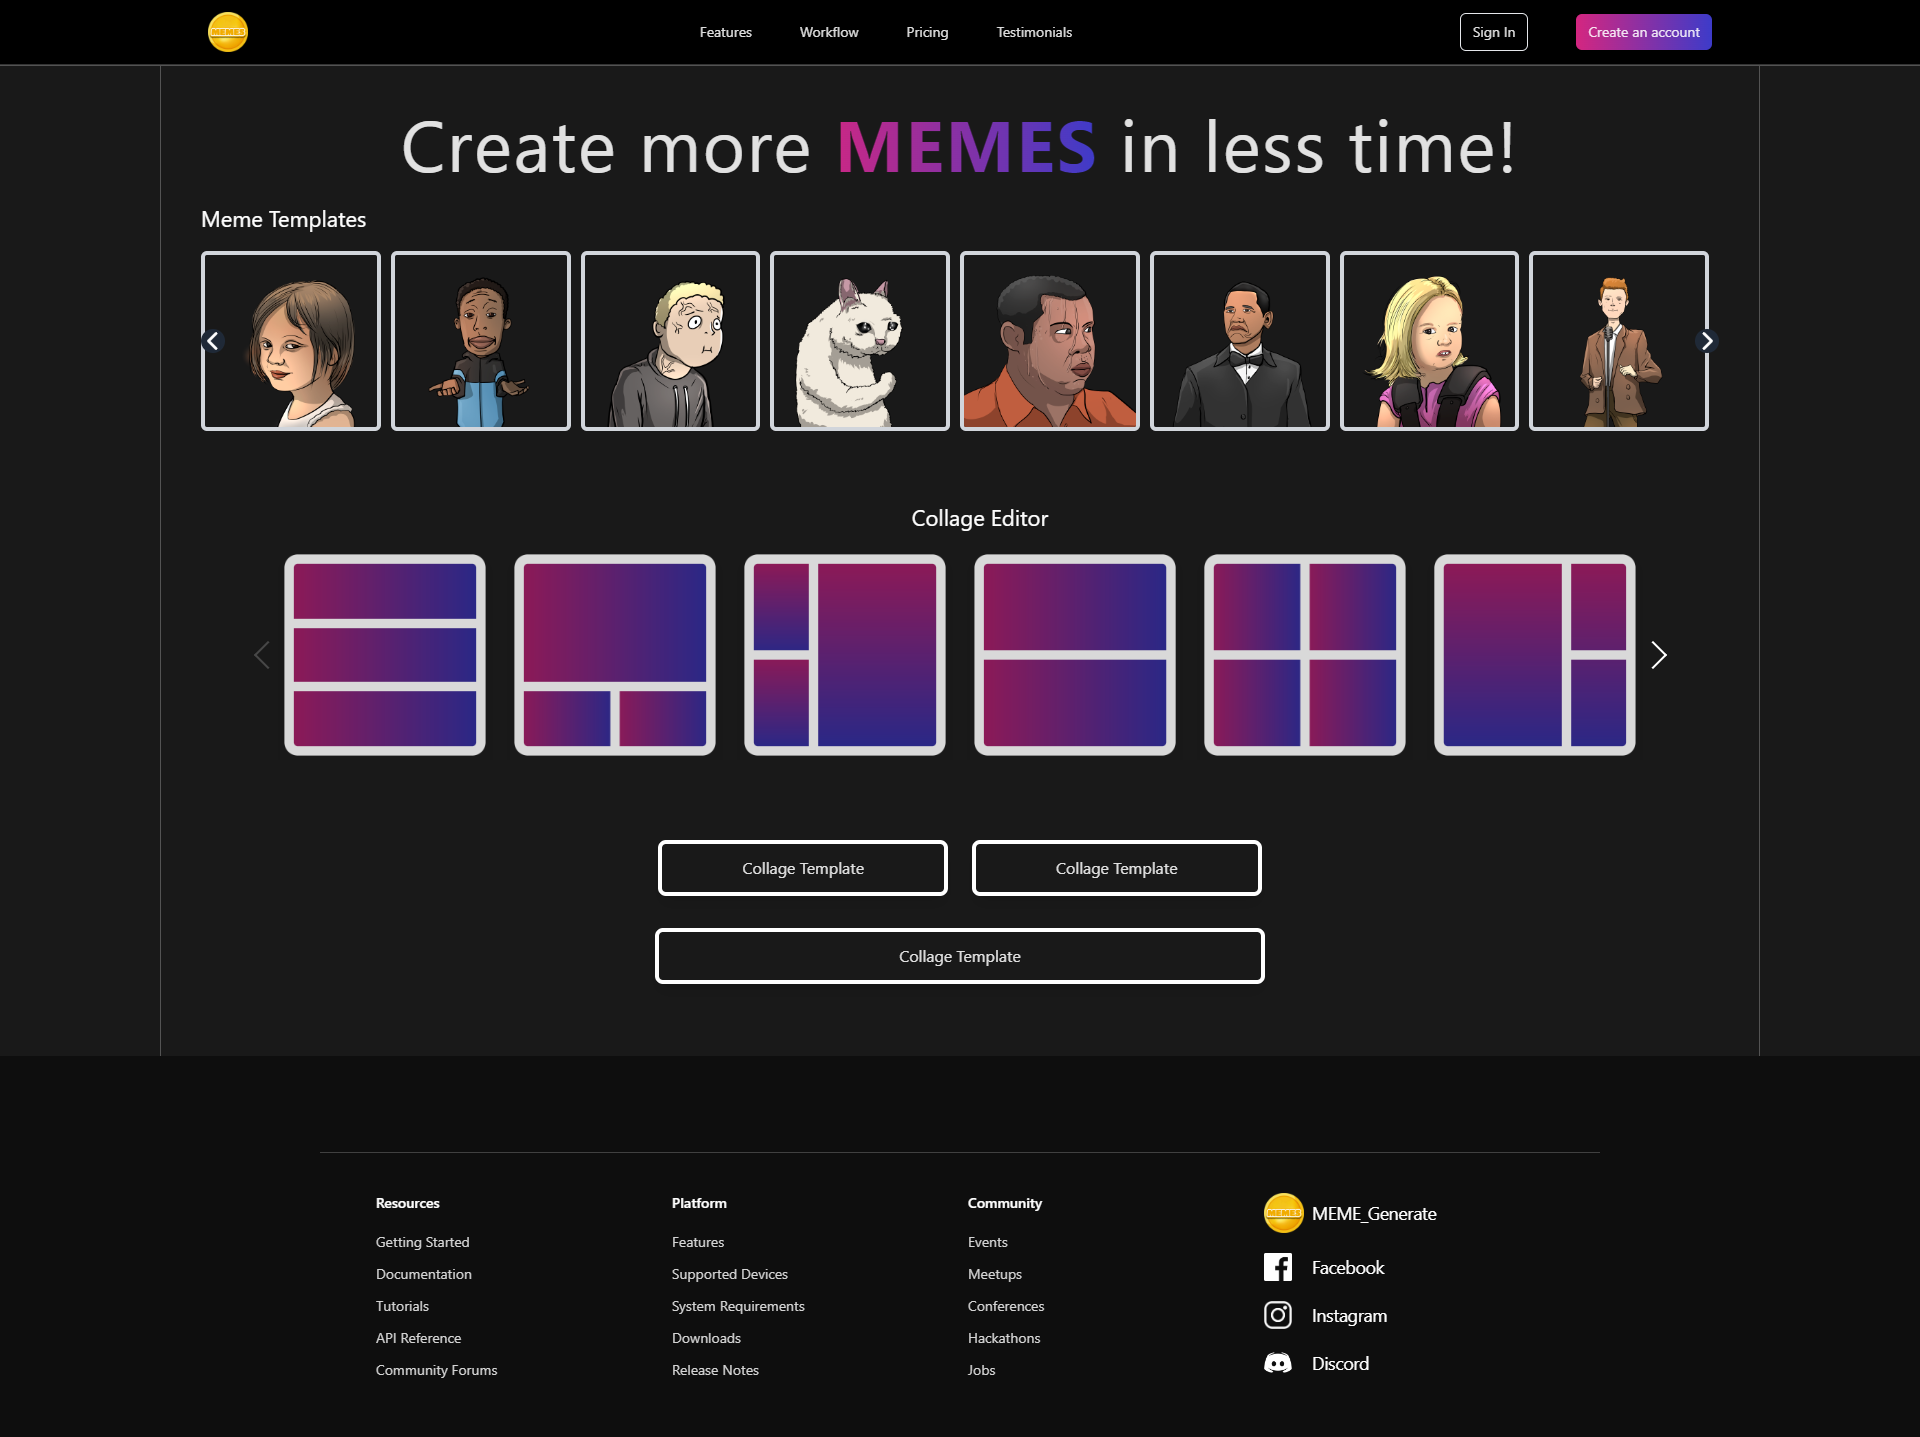 MEMES
Features
Workflow
Pricing
Testimonials
Sign In
Create an account
Create more MEMES in less time!
Meme Templates
Collage Editor
Collage Template
Collage Template
Collage Template
Resources
Getting Started
Documentation
Tutorials
API Reference
Community Forums
Platform
Features
Supported Devices
System Requirements
Downloads
Release Notes
Community
Events
Meetups
Conferences
Hackathons
Jobs
MEMES
MEME_Generate
Facebook
Instagram
Discord